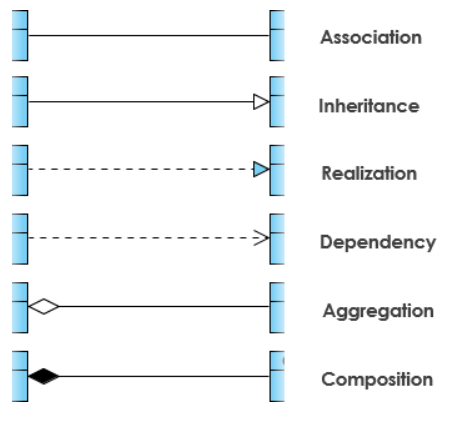 Association
Inheritance
Realization
Dependency
Aggregation
Composition